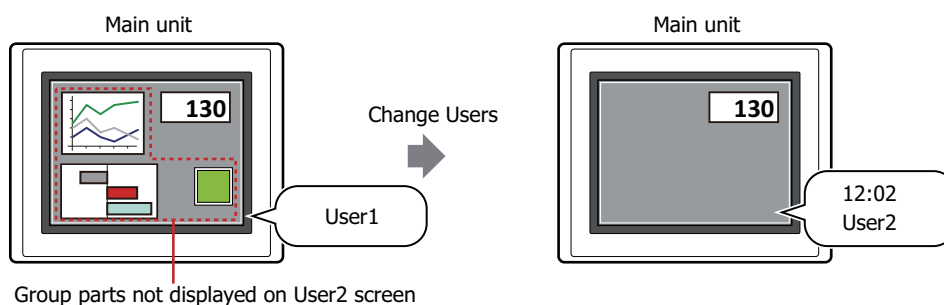 Main unit
130
User1
Group parts not displayed on User2 screen
Change Users
Main unit
130
12:02
User2